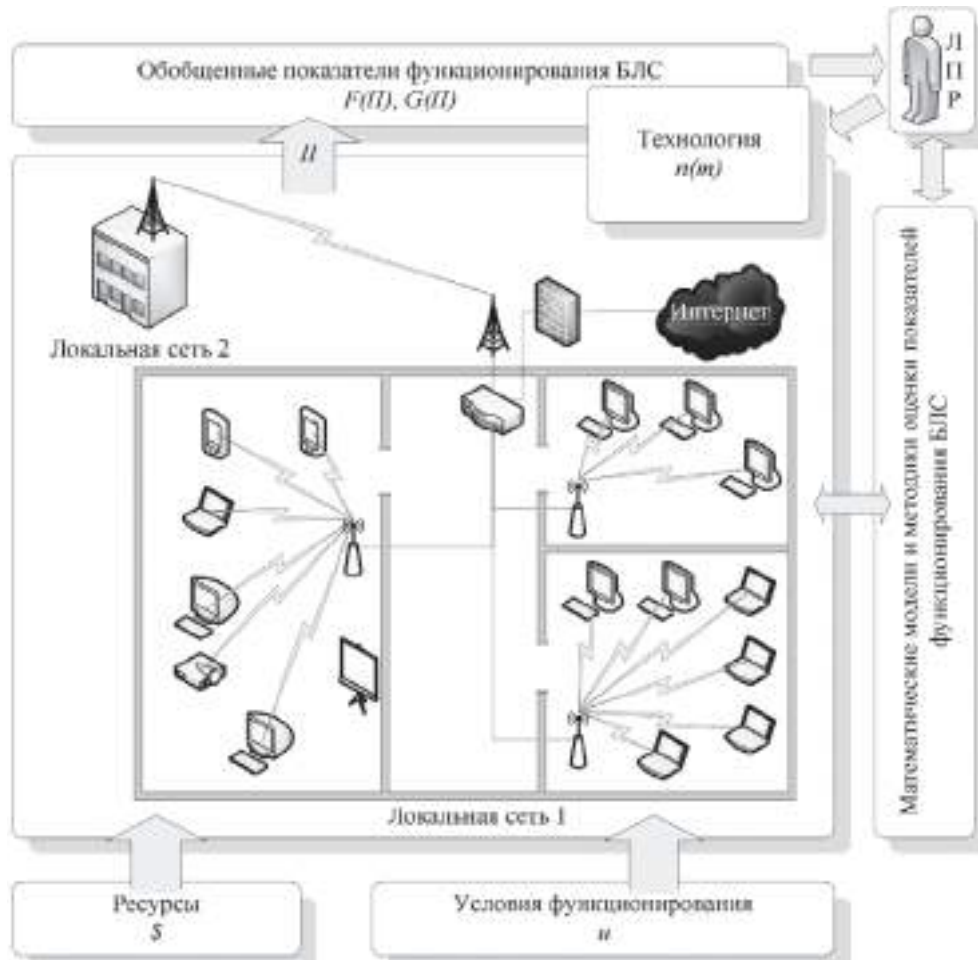 Обобщенные показатели функционирования БЛС
F(П), G(П)
Л
П
Р
Технология
п(т)
П
Локальная сеть 2
Интернет
Локальная сеть 1
Математические модели и методики оценки показателей
функционирования БЛС
Ресурсы
$
Условия функционирования
и